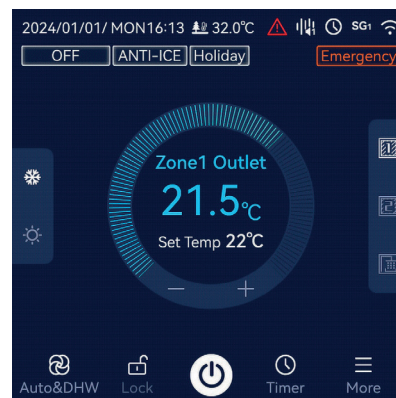 2024/01/01/ MON16:13 32.0℃ SG1
OFF ANTI-ICE Holiday Emergency
Zone1 Outlet
21.5℃
Set Temp 22℃
Auto&DHW Lock Timer More